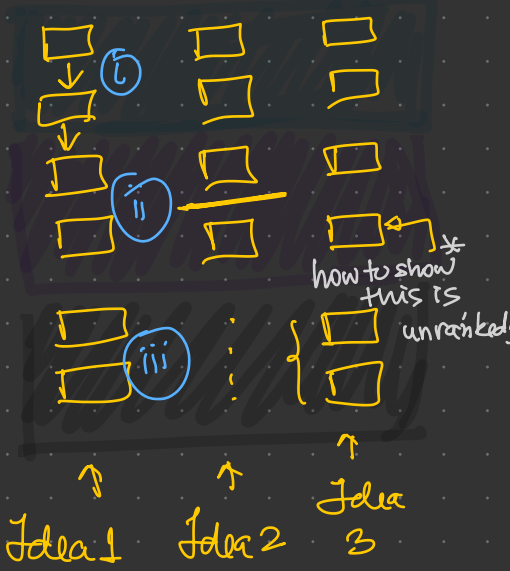 i
ii
*
how to show
this is
unranked?
iii
Idea 1
Idea 2
Idea
3